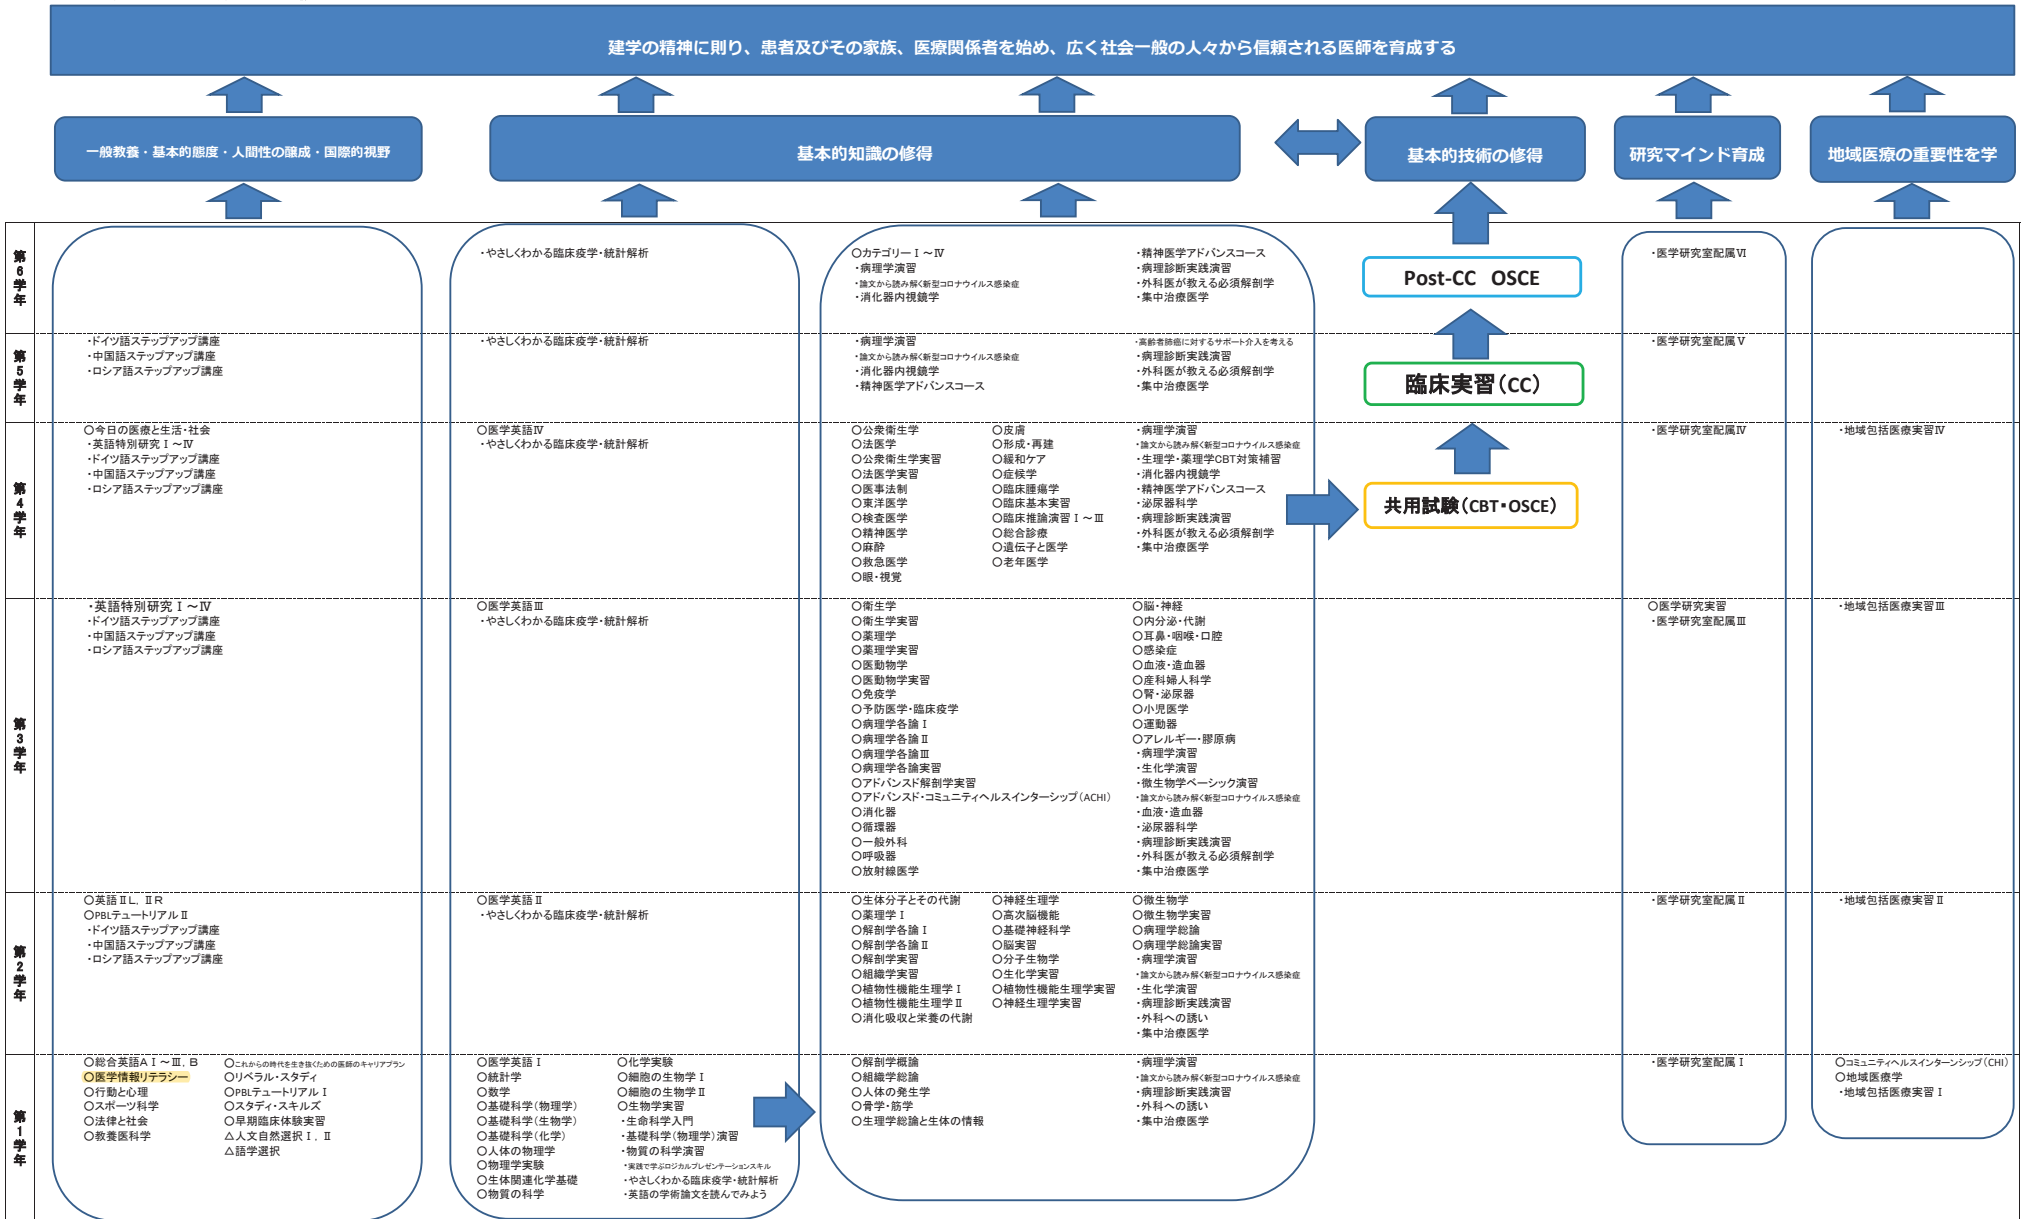 建学の精神に則り、患者及びその家族、医療関係者を始め、広く社会一般の人々から信頼される医師を育成する
一般教養・基本的態度・人間性の醸成・国際的視野
基本的知識の修得
基本的技術の修得
研究マインド育成
地域医療の重要性を学
第6学年
・やさしくわかる臨床疫学・統計解析
○カテゴリーⅠ～Ⅳ
・病理学演習
・論文から読み解く新型コロナウイルス感染症
・消化器内視鏡学
・精神医学アドバンスコース
・病理診断実践演習
・外科医が教える必須解剖学
・集中治療医学
Post-CC OSCE
・医学研究室配属Ⅵ
第5学年
・ドイツ語ステップアップ講座
・中国語ステップアップ講座
・ロシア語ステップアップ講座
・やさしくわかる臨床疫学・統計解析
・病理学演習
・論文から読み解く新型コロナウイルス感染症
・消化器内視鏡学
・精神医学アドバンスコース
・高齢者肺癌に対するサポート介入を考える
・病理診断実践演習
・外科医が教える必須解剖学
・集中治療医学
臨床実習(CC)
・医学研究室配属Ⅴ
第4学年
○今日の医療と生活・社会
・英語特別研究Ⅰ～Ⅳ
・ドイツ語ステップアップ講座
・中国語ステップアップ講座
・ロシア語ステップアップ講座
○医学英語Ⅳ
・やさしくわかる臨床疫学・統計解析
○公衆衛生学
○法医学
○公衆衛生学実習
○法医学実習
○医事法制
○東洋医学
○検査医学
○精神医学
○麻酔
○救急医学
○眼・視覚
○皮膚
○形成・再建
○緩和ケア
○症候学
○臨床腫瘍学
○臨床基本実習
○臨床推論演習Ⅰ～Ⅲ
○総合診療
○遺伝子と医学
○老年医学
・病理学演習
・論文から読み解く新型コロナウイルス感染症
・生理学・薬理学CBT対策補習
・消化器内視鏡学
・精神医学アドバンスコース
・泌尿器科学
・病理診断実践演習
・外科医が教える必須解剖学
・集中治療医学
共用試験(CBT・OSCE)
・医学研究室配属Ⅳ
・地域包括医療実習Ⅳ
第3学年
・英語特別研究Ⅰ～Ⅳ
・ドイツ語ステップアップ講座
・中国語ステップアップ講座
・ロシア語ステップアップ講座
○医学英語Ⅲ
・やさしくわかる臨床疫学・統計解析
○衛生学
○衛生学実習
○薬理学
○薬理学実習
○医動物学
○医動物学実習
○免疫学
○予防医学・臨床疫学
○病理学各論Ⅰ
○病理学各論Ⅱ
○病理学各論Ⅲ
○病理学各論実習
○アドバンスド解剖学実習
○アドバンスド・コミュニティヘルスインターシップ(ACHI)
○消化器
○循環器
○一般外科
○呼吸器
○放射線医学
○脳・神経
○内分泌・代謝
○耳鼻・咽喉・口腔
○感染症
○血液・造血器
○産科婦人科学
○腎・泌尿器
○小児医学
○運動器
○アレルギー・膠原病
・病理学演習
・生化学演習
・微生物学ベーシック演習
・論文から読み解く新型コロナウイルス感染症
・血液・造血器
・泌尿器科学
・病理診断実践演習
・外科医が教える必須解剖学
・集中治療医学
○医学研究実習
・医学研究室配属Ⅲ
・地域包括医療実習Ⅲ
第2学年
○英語ⅡL, ⅡR
○PBLテュートリアルⅡ
・ドイツ語ステップアップ講座
・中国語ステップアップ講座
・ロシア語ステップアップ講座
○医学英語Ⅱ
・やさしくわかる臨床疫学・統計解析
○生体分子とその代謝
○薬理学Ⅰ
○解剖学各論Ⅰ
○解剖学各論Ⅱ
○解剖学実習
○組織学実習
○植物性機能生理学Ⅰ
○植物性機能生理学Ⅱ
○消化吸収と栄養の代謝
○神経生理学
○高次脳機能
○基礎神経科学
○脳実習
○分子生物学
○生化学実習
○植物性機能生理学実習
○神経生理学実習
○微生物学
○微生物学実習
○病理学総論
○病理学総論実習
・病理学演習
・論文から読み解く新型コロナウイルス感染症
・生化学演習
・病理診断実践演習
・外科への誘い
・集中治療医学
・医学研究室配属Ⅱ
・地域包括医療実習Ⅱ
第1学年
○総合英語AⅠ～Ⅲ, B
○医学情報リテラシー
○行動と心理
○スポーツ科学
○法律と社会
○教養医科学
○これからの時代を生き抜くための医師のキャリアプラン
○リベラル・スタディ
○PBLテュートリアルⅠ
○スタディ・スキルズ
○早期臨床体験実習
△人文自然選択Ⅰ, Ⅱ
△語学選択
○医学英語Ⅰ
○統計学
○数学
○基礎科学(物理学)
○基礎科学(生物学)
○基礎科学(化学)
○人体の物理学
○物理学実験
○生体関連化学基礎
○物質の科学
○化学実験
○細胞の生物学Ⅰ
○細胞の生物学Ⅱ
○生物学実習
・生命科学入門
・基礎科学(物理学)演習
・物質の科学演習
・実践で学ぶロジカルプレゼンテーションスキル
・やさしくわかる臨床疫学・統計解析
・英語の学術論文を読んでみよう
○解剖学概論
○組織学総論
○人体の発生学
○骨学・筋学
○生理学総論と生体の情報
・病理学演習
・論文から読み解く新型コロナウイルス感染症
・病理診断実践演習
・外科への誘い
・集中治療医学
・医学研究室配属Ⅰ
○コミュニティヘルスインターンシップ(CHI)
○地域医療学
・地域包括医療実習Ⅰ